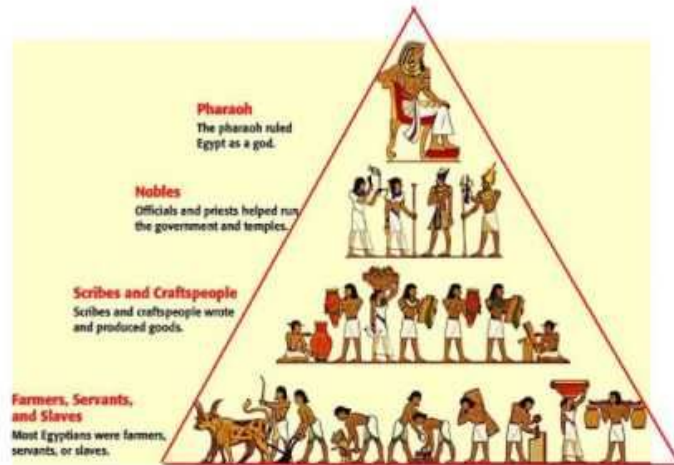 Pharaoh
The pharaoh ruled
Egypt as a god.
Nobles
Officials and priests helped run
the government and temples.
Scribes and Craftspeople
Scribes and craftspeople wrote
and produced goods.
Farmers, Servants,
and Slaves
Most Egyptians were farmers,
servants, or slaves.